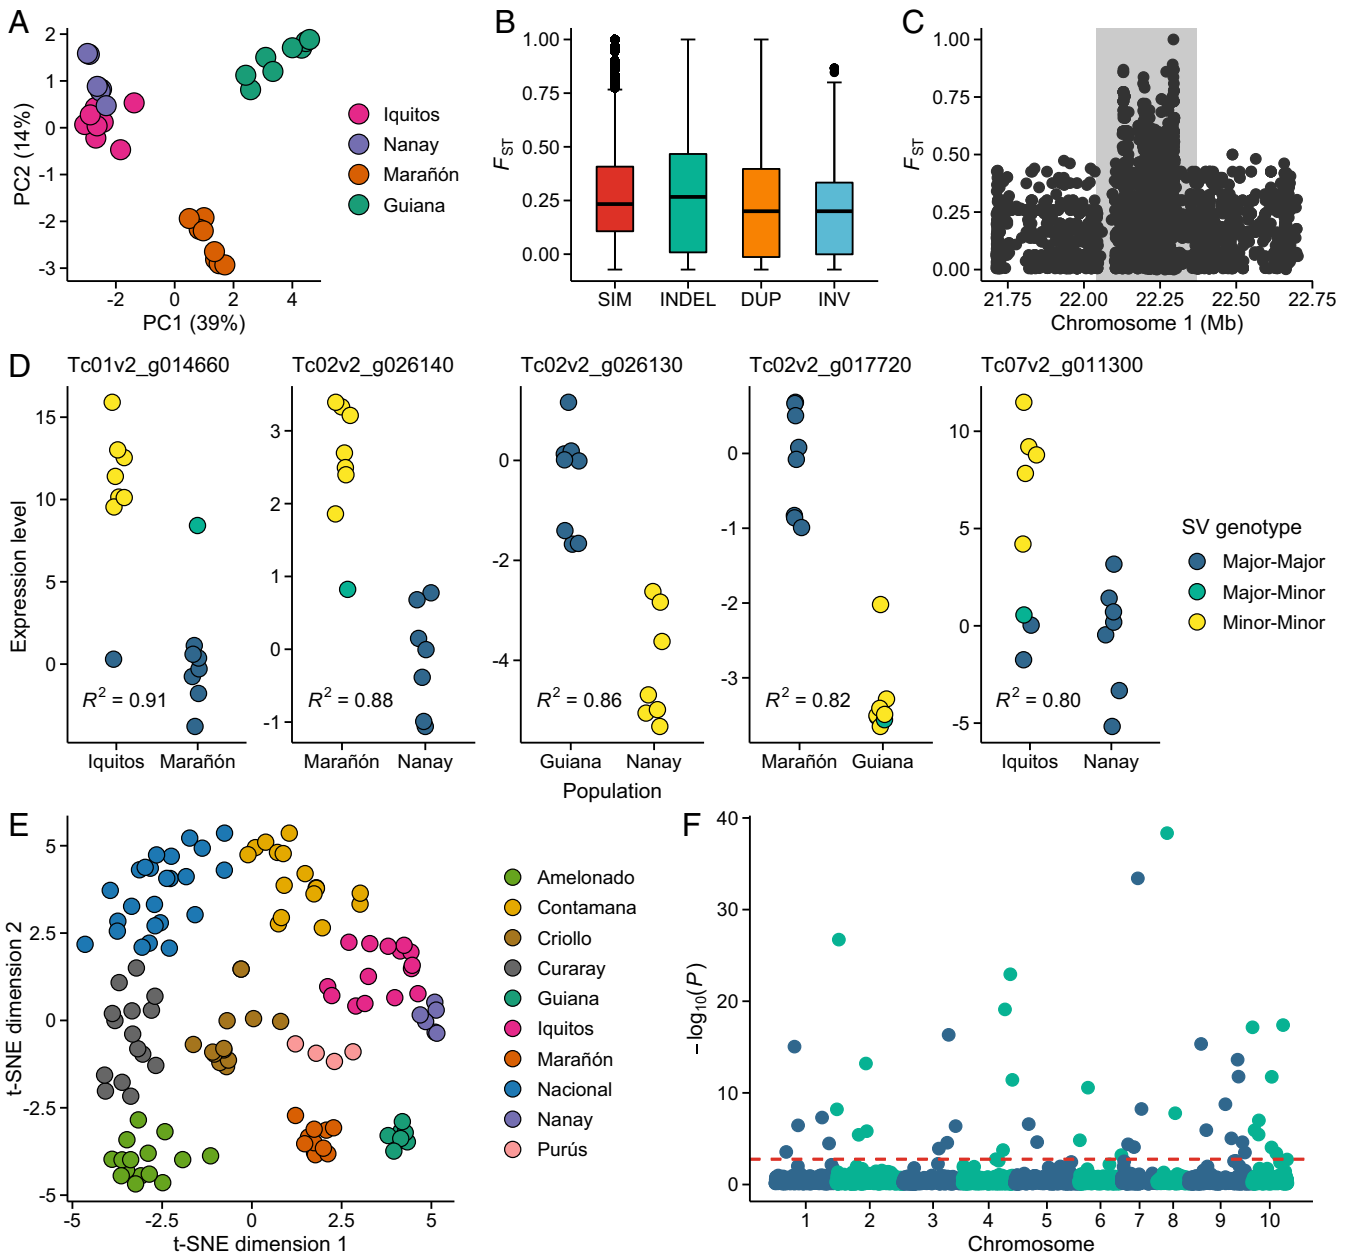 A
PC2 (14%)
2
1
0
-1
-2
-3
-2
0
2
4
PC1 (39%)
Iquitos
Nanay
Marañón
Guiana
B
FST
1.00
0.75
0.50
0.25
0.00
SIM
INDEL
DUP
INV
C
FST
1.00
0.75
0.50
0.25
0.00
21.75
22.00
22.25
22.50
22.75
Chromosome 1 (Mb)
D
Expression level
Tc01v2_g014660
15
10
5
0
R² = 0.91
Iquitos
Marañón
Tc02v2_g026140
3
2
1
0
-1
R² = 0.88
Marañón
Nanay
Tc02v2_g026130
0
-2
-4
R² = 0.86
Guiana
Nanay
Tc02v2_g017720
0
-1
-2
-3
R² = 0.82
Marañón
Guiana
Tc07v2_g011300
10
5
0
-5
R² = 0.80
Iquitos
Nanay
Population
SV genotype
Major-Major
Major-Minor
Minor-Minor
E
t-SNE dimension 2
5
2.5
0
-2.5
-5
-5
-2.5
0
2.5
5
t-SNE dimension 1
Amelonado
Contamana
Criollo
Curaray
Guiana
Iquitos
Marañón
Nacional
Nanay
Purús
F
−log10(P)
40
30
20
10
0
1
2
3
4
5
6
7
8
9
10
Chromosome